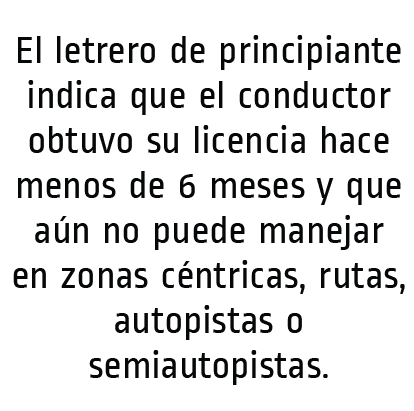 El letrero de principiante
indica que el conductor
obtuvo su licencia hace
menos de 6 meses y que
aún no puede manejar
en zonas céntricas, rutas,
autopistas o
semiautopistas.